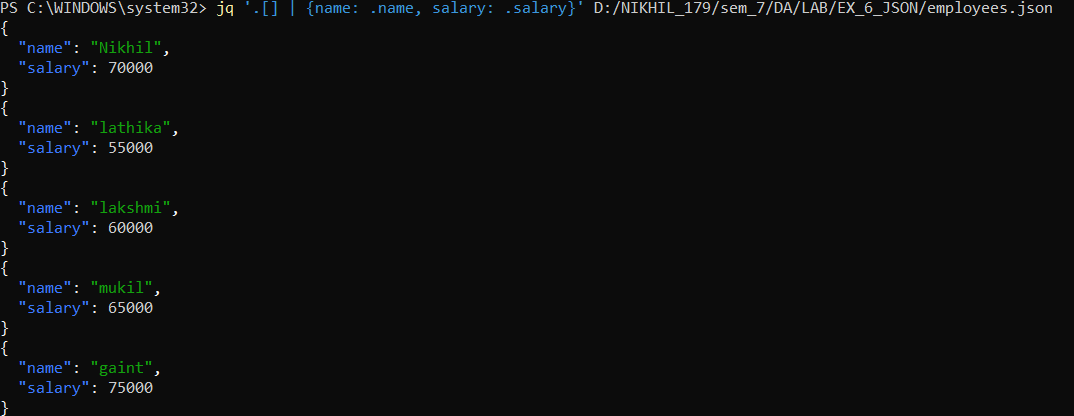 PS C:\WINDOWS\system32> jq '.[] | {name: .name, salary: .salary}' D:/NIKHIL_179/sem_7/DA/LAB/EX_6_JSON/employees.json
{
  "name": "Nikhil",
  "salary": 70000
}
{
  "name": "lathika",
  "salary": 55000
}
{
  "name": "lakshmi",
  "salary": 60000
}
{
  "name": "mukil",
  "salary": 65000
}
{
  "name": "gaint",
  "salary": 75000
}